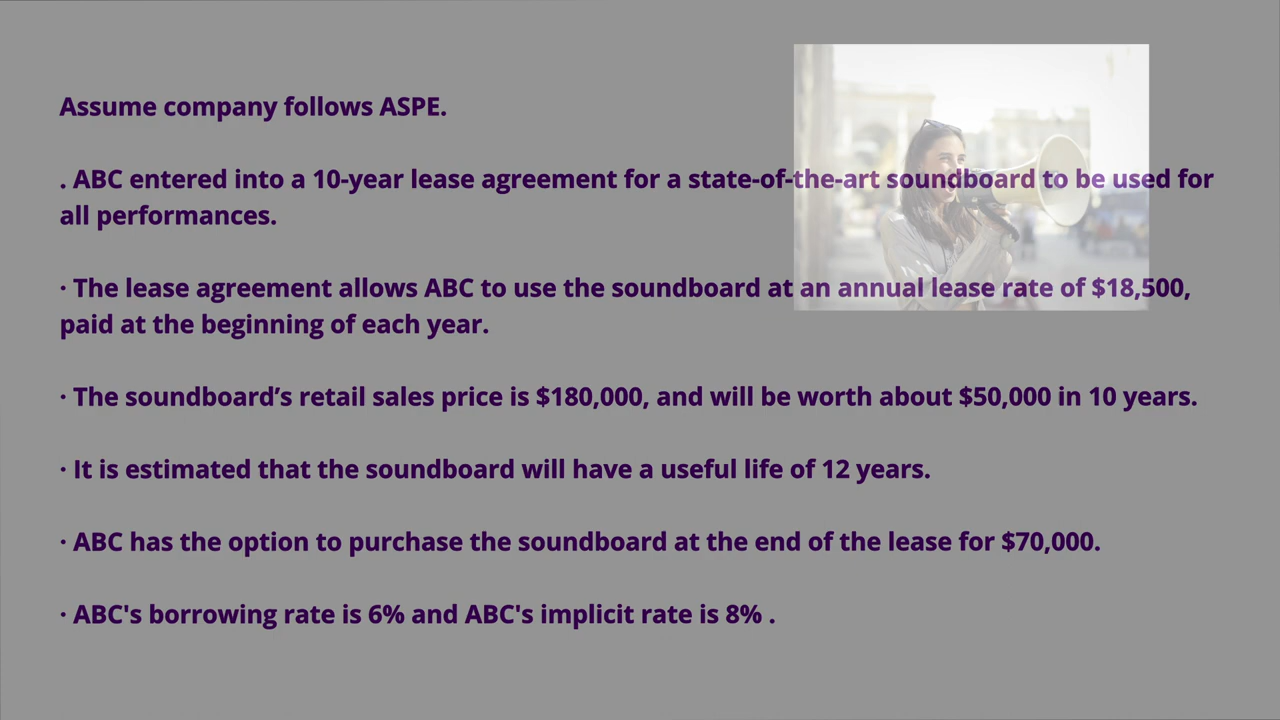 Assume company follows ASPE.
. ABC entered into a 10-year lease agreement for a state-of-the-art soundboard to be used for
all performances.
· The lease agreement allows ABC to use the soundboard at an annual lease rate of $18,500,
paid at the beginning of each year.
· The soundboard’s retail sales price is $180,000, and will be worth about $50,000 in 10 years.
· It is estimated that the soundboard will have a useful life of 12 years.
· ABC has the option to purchase the soundboard at the end of the lease for $70,000.
· ABC's borrowing rate is 6% and ABC's implicit rate is 8% .